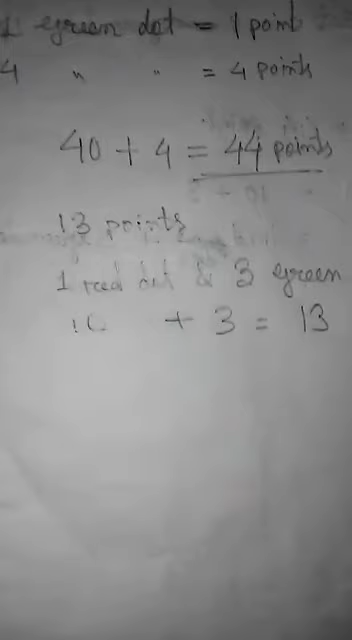 1 green dot = 1 point
4 " " = 4 points
40 + 4 = 44 points
13 points
1 reed dot & 3 green
10 + 3 = 13